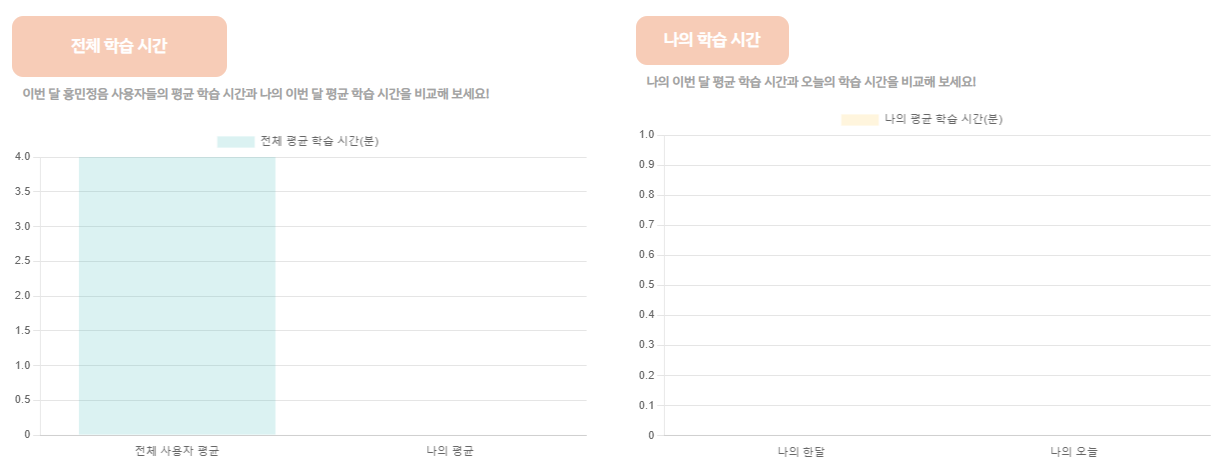 전체 학습 시간
이번 달 훙민정음 사용자들의 평균 학습 시간과 나의 이번 달 평균 학습 시간을 비교해 보세요!
전체 평균 학습 시간(분)
4.0
3.5
3.0
2.5
2.0
1.5
1.0
0.5
0
전체 사용자 평균
나의 평균
나의 학습 시간
나의 이번 달 평균 학습 시간과 오늘의 학습 시간을 비교해 보세요!
나의 평균 학습 시간(분)
1.0
0.9
0.8
0.7
0.6
0.5
0.4
0.3
0.2
0.1
0
나의 한달
나의 오늘